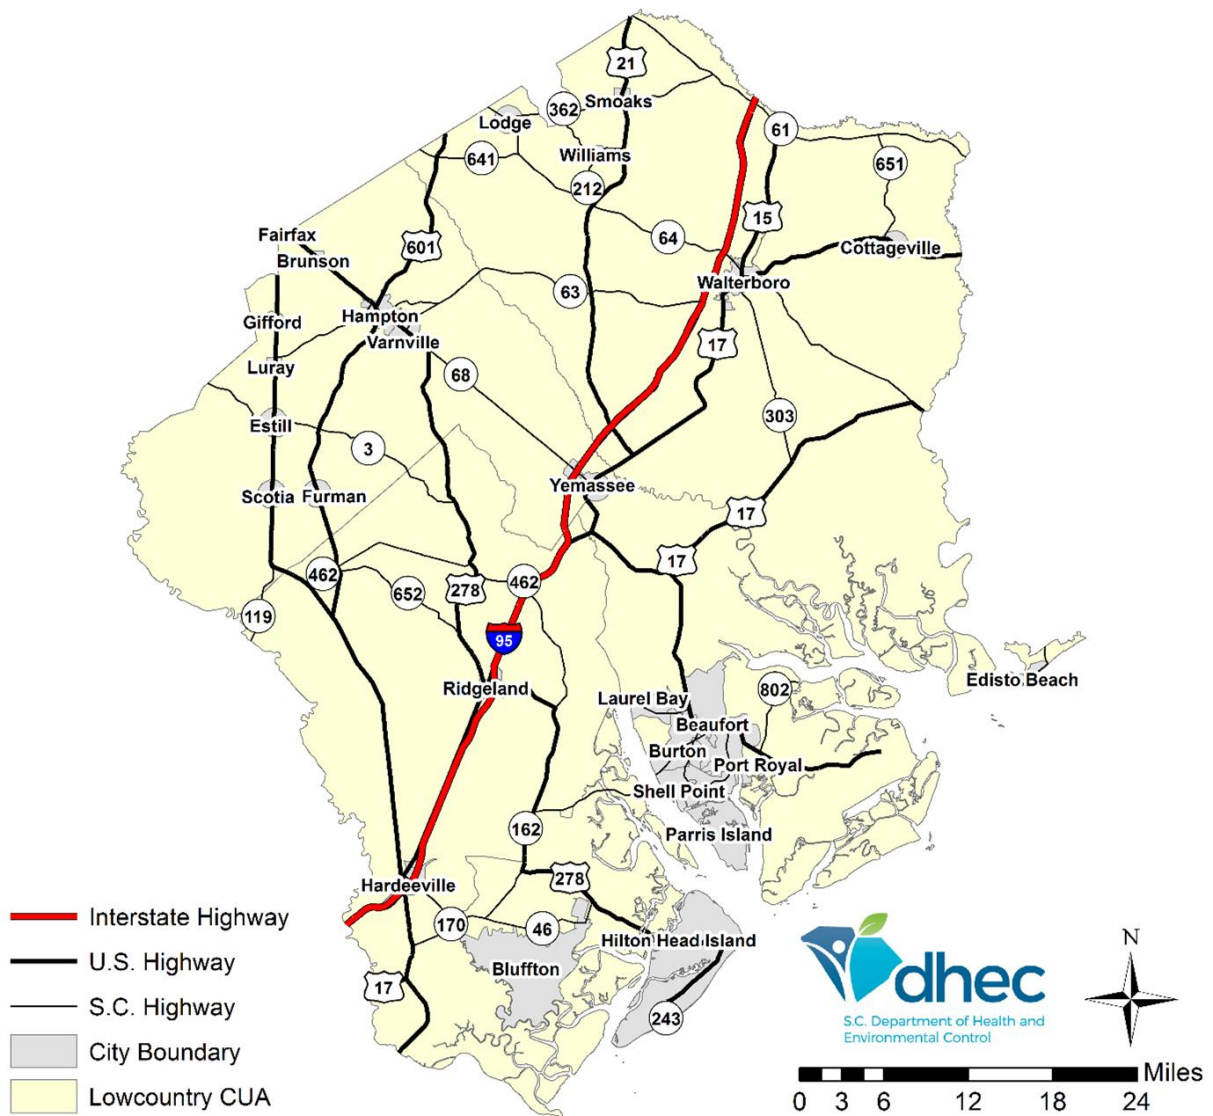 21
Smoaks
362
Lodge
61
Williams
641
651
212
15
64
Fairfax
601
Cottageville
Brunson
Walterboro
63
Hampton
Gifford
Varnville
17
Luray
68
303
Estill
3
Yemassee
Scotia
Furman
17
17
462
462
278
652
119
95
Ridgeland
Edisto Beach
802
Laurel Bay
Beaufort
Burton
Port Royal
Shell Point
162
Parris Island
278
Hardeeville
170
46
Hilton Head Island
Bluffton
17
243
Interstate Highway
U.S. Highway
S.C. Highway
City Boundary
Lowcountry CUA
dhec
S.C. Department of Health and
Environmental Control
N
Miles
0 3 6 12 18 24